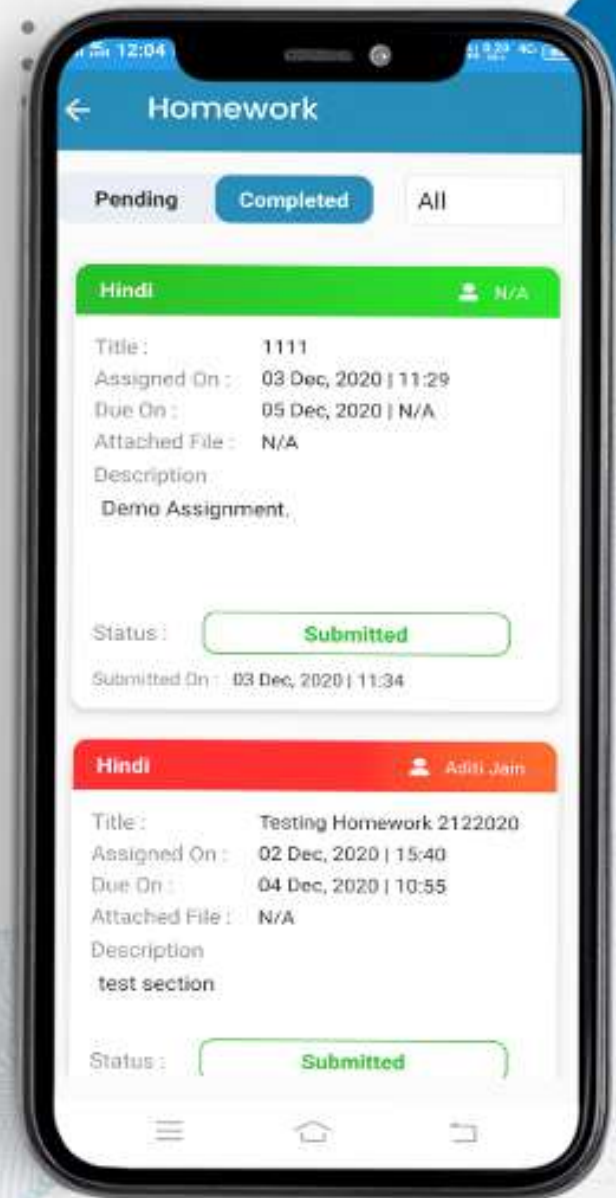 12:04
Homework
Pending Completed All
Hindi N/A
Title : 1111
Assigned On : 03 Dec, 2020 | 11:29
Due On : 05 Dec, 2020 | N/A
Attached File : N/A
Description
Demo Assignment.
Status : Submitted
Submitted On : 03 Dec, 2020 | 11:34
Hindi Aditi Jain
Title : Testing Homework 2122020
Assigned On : 02 Dec, 2020 | 15:40
Due On : 04 Dec, 2020 | 10:55
Attached File : N/A
Description
test section
Status : Submitted